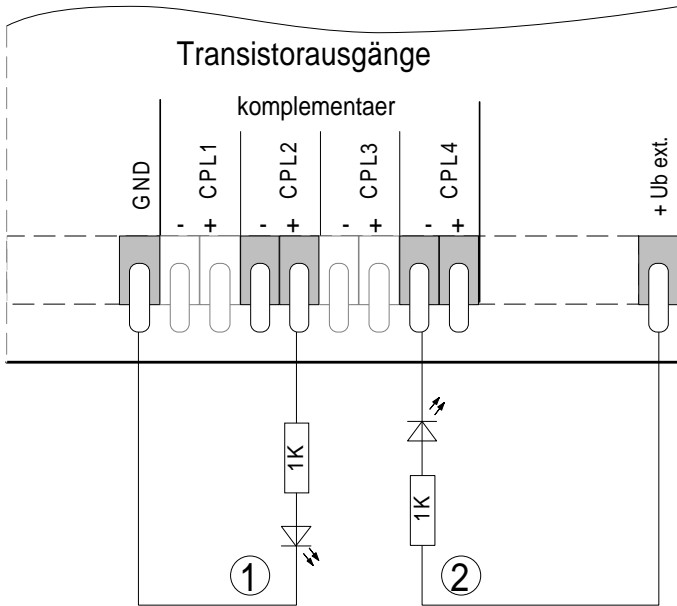 Transistorausgänge
komplementaer
GND
CPL1
CPL2
CPL3
CPL4
+ Ub ext.
- + - + - + - +
1K
1K
1
2